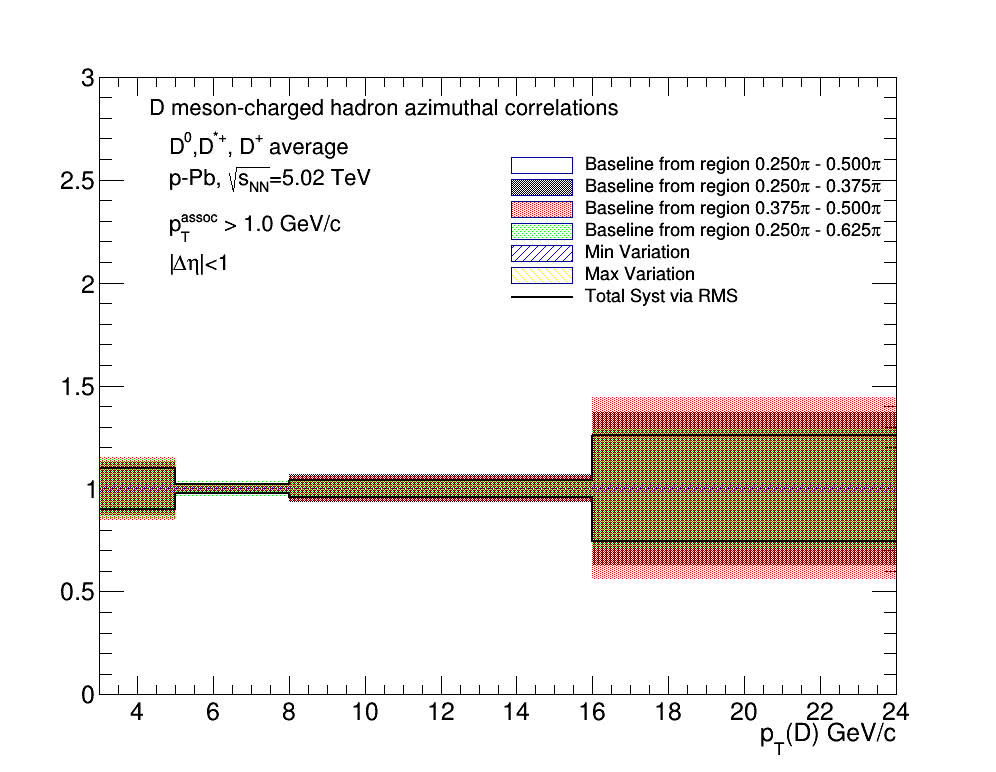 D meson-charged hadron azimuthal correlations
D⁰,D*⁺, D⁺ average
p-Pb, √s_NN=5.02 TeV
p_T^assoc > 1.0 GeV/c
|Δη|<1
Baseline from region 0.250π - 0.500π
Baseline from region 0.250π - 0.375π
Baseline from region 0.375π - 0.500π
Baseline from region 0.250π - 0.625π
Min Variation
Max Variation
Total Syst via RMS
3
2.5
2
1.5
1
0.5
0
4 6 8 10 12 14 16 18 20 22 24
p_T(D) GeV/c